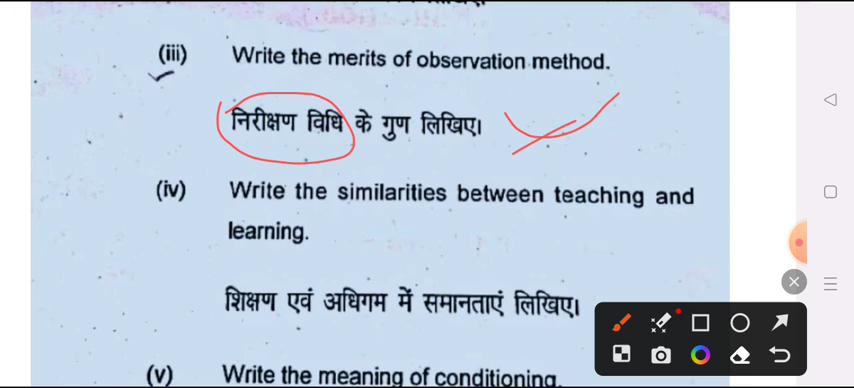 (iii) Write the merits of observation method.
निरीक्षण विधि के गुण लिखिए।
(iv) Write the similarities between teaching and
learning.
शिक्षण एवं अधिगम में समानताएं लिखिए।
(v) Write the meaning of conditioning.